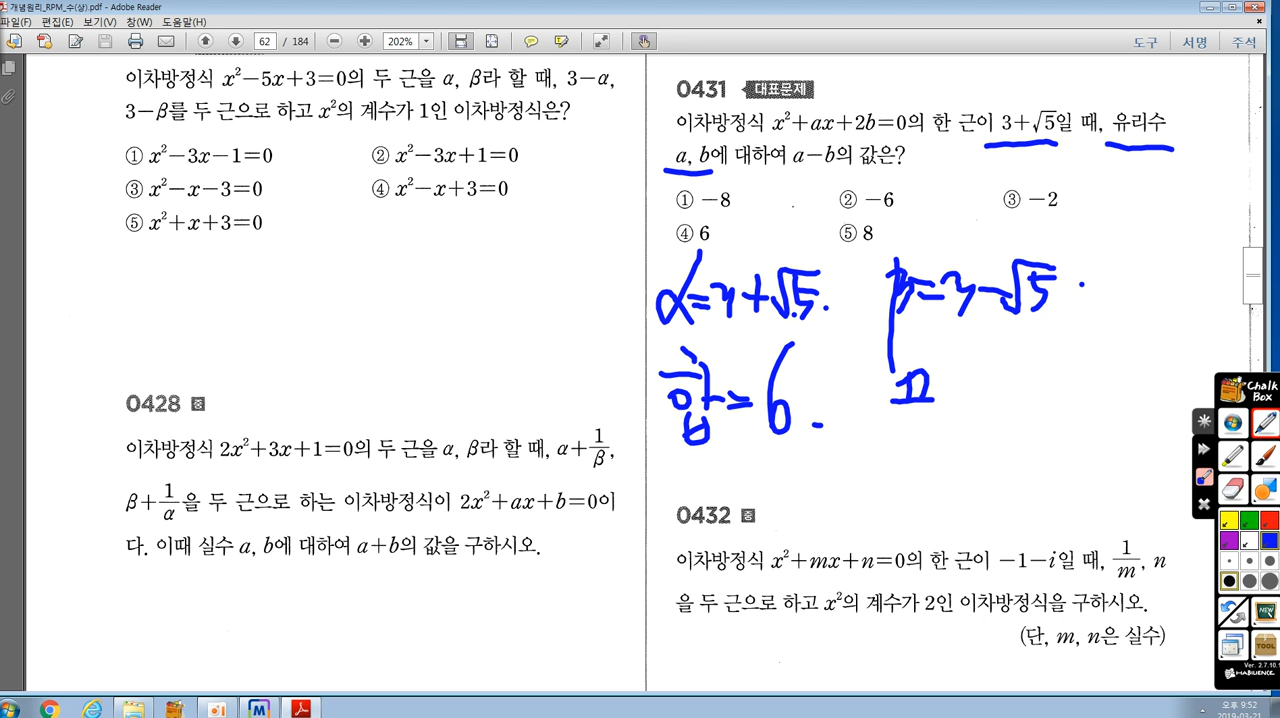 개념원리_RPM_수(상).pdf - Adobe Reader
파일(F) 편집(E) 보기(V) 창(W) 도움말(H)
62 / 184 202% 도구 서명 주석
이차방정식 x²−5x+3=0의 두 근을 α, β라 할 때, 3−α,
3−β를 두 근으로 하고 x²의 계수가 1인 이차방정식은?
① x²−3x−1=0 ② x²−3x+1=0
③ x²−x−3=0 ④ x²−x+3=0
⑤ x²+x+3=0
0428 중
이차방정식 2x²+3x+1=0의 두 근을 α, β라 할 때, α+1/β,
β+1/α을 두 근으로 하는 이차방정식이 2x²+ax+b=0이
다. 이때 실수 a, b에 대하여 a+b의 값을 구하시오.
0431 대표문제
이차방정식 x²+ax+2b=0의 한 근이 3+√5일 때, 유리수
a, b에 대하여 a−b의 값은?
① −8 ② −6 ③ −2
④ 6 ⑤ 8
α=3+√5. β=3−√5.
합=6.
0432 중
이차방정식 x²+mx+n=0의 한 근이 −1−i일 때, 1/m, n
을 두 근으로 하고 x²의 계수가 2인 이차방정식을 구하시오.
(단, m, n은 실수)
Chalk
Box
NEW
TOOL
Ver. 2.7.10.1
HABILIENCE
오후 9:52
2019-03-21